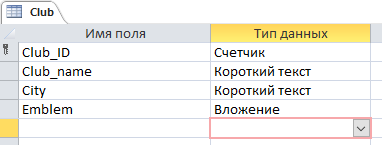 Club
Имя поля Тип данных
Club_ID Счетчик
Club_name Короткий текст
City Короткий текст
Emblem Вложение